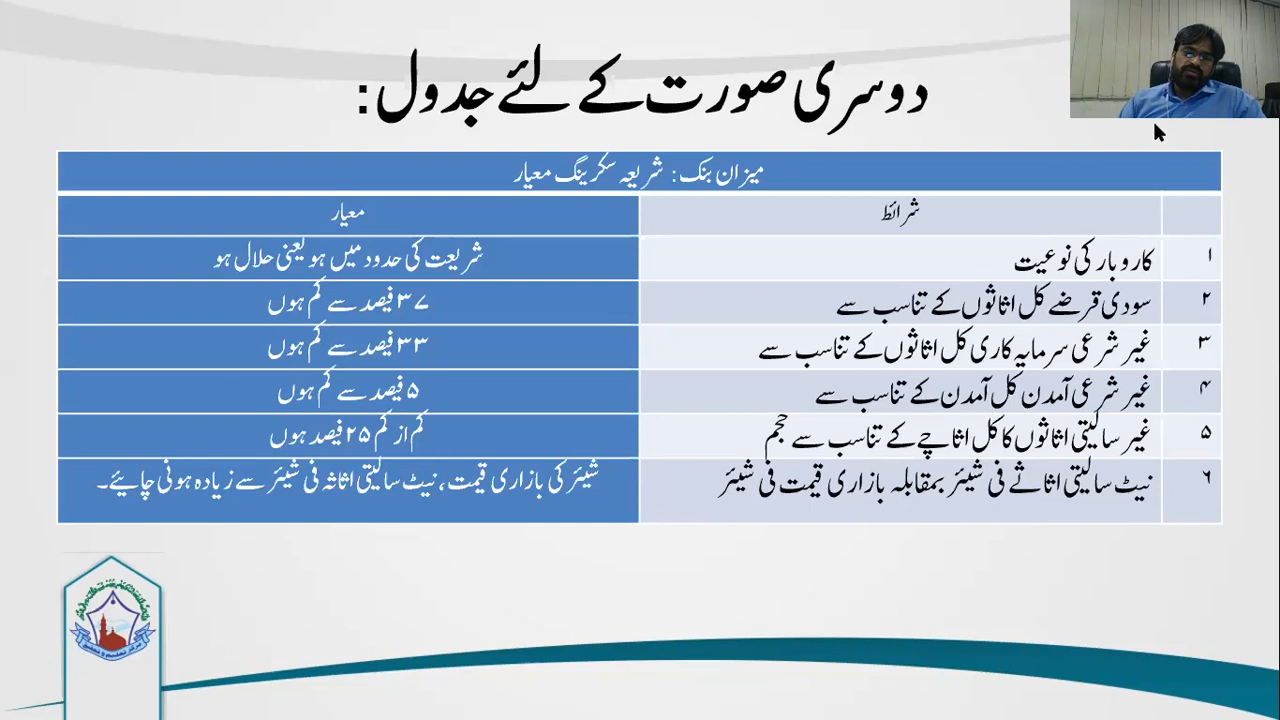 دوسری صورت کے لئے جدول:
میزان بنک: شریعہ سکرینگ معیار
شرائط معیار
۱ کاروبار کی نوعیت شریعت کی حدود میں ہو یعنی حلال ہو
۲ سودی قرضے کل اثاثوں کے تناسب سے ۳۷ فیصد سے کم ہوں
۳ غیر شرعی سرمایہ کاری کل اثاثوں کے تناسب سے ۳۳ فیصد سے کم ہوں
۴ غیر شرعی آمدن کل آمدن کے تناسب سے ۵ فیصد سے کم ہوں
۵ غیر سالیتی اثاثوں کا کل اثاچے کے تناسب سے حجم کم از کم ۲۵ فیصد ہوں
۶ نیٹ سالیتی اثاثے فی شیئر بمقابلہ بازاری قیمت فی شیئر شیئر کی بازاری قیمت، نیٹ سالیتی اثاثہ فی شیئر سے زیادہ ہونی چاہیئے۔